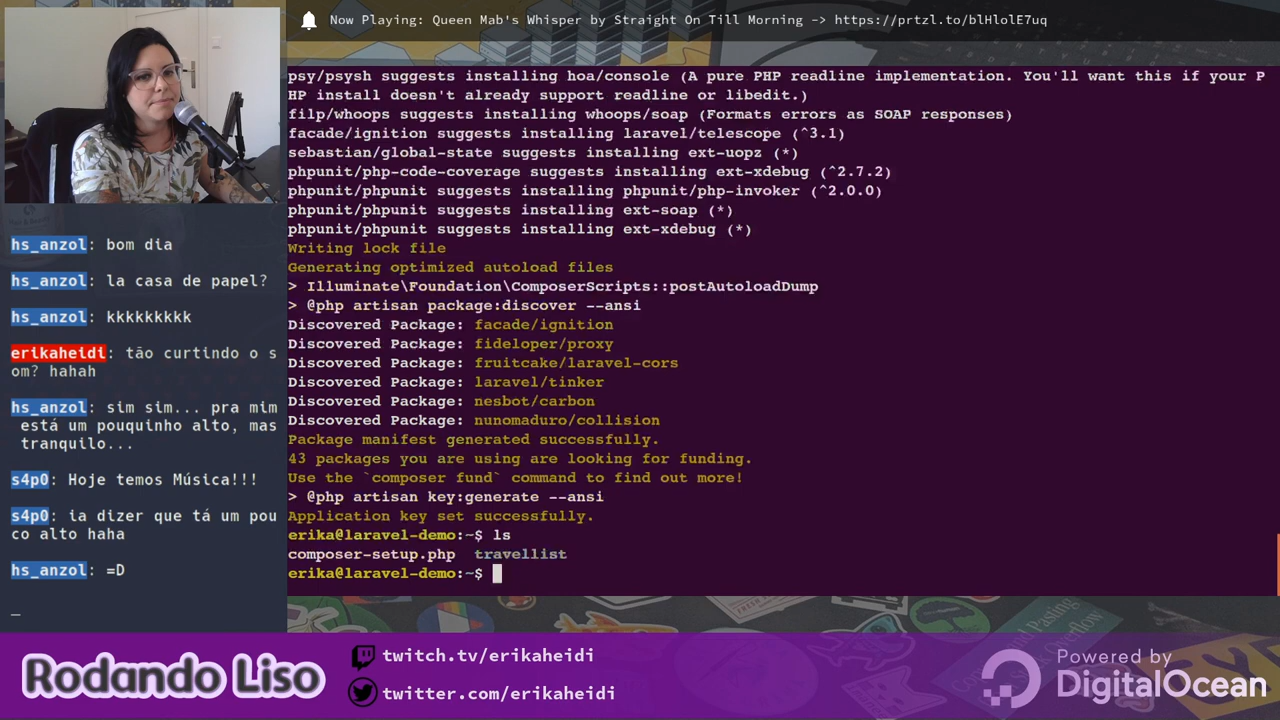 Now Playing: Queen Mab's Whisper by Straight On Till Morning -> https://prtzl.to/blHlolE7uq
psy/psysh suggests installing hoa/console (A pure PHP readline implementation. You'll want this if your P
HP install doesn't already support readline or libedit.)
filp/whoops suggests installing whoops/soap (Formats errors as SOAP responses)
facade/ignition suggests installing laravel/telescope (^3.1)
sebastian/global-state suggests installing ext-uopz (*)
phpunit/php-code-coverage suggests installing ext-xdebug (^2.7.2)
phpunit/phpunit suggests installing phpunit/php-invoker (^2.0.0)
phpunit/phpunit suggests installing ext-soap (*)
phpunit/phpunit suggests installing ext-xdebug (*)
Writing lock file
Generating optimized autoload files
> Illuminate\Foundation\ComposerScripts::postAutoloadDump
> @php artisan package:discover --ansi
Discovered Package: facade/ignition
Discovered Package: fideloper/proxy
Discovered Package: fruitcake/laravel-cors
Discovered Package: laravel/tinker
Discovered Package: nesbot/carbon
Discovered Package: nunomaduro/collision
Package manifest generated successfully.
43 packages you are using are looking for funding.
Use the `composer fund` command to find out more!
> @php artisan key:generate --ansi
Application key set successfully.
erika@laravel-demo:~$ ls
composer-setup.php travellist
erika@laravel-demo:~$
hs_anzol: bom dia
hs_anzol: la casa de papel?
hs_anzol: kkkkkkkkk
erikaheidi: tão curtindo o s
om? hahah
hs_anzol: sim sim... pra mim
está um pouquinho alto, mas
tranquilo...
s4p0: Hoje temos Música!!!
s4p0: ia dizer que tá um pou
co alto haha
hs_anzol: =D
_
Rodando Liso
twitch.tv/erikaheidi
twitter.com/erikaheidi
Powered by
DigitalOcean